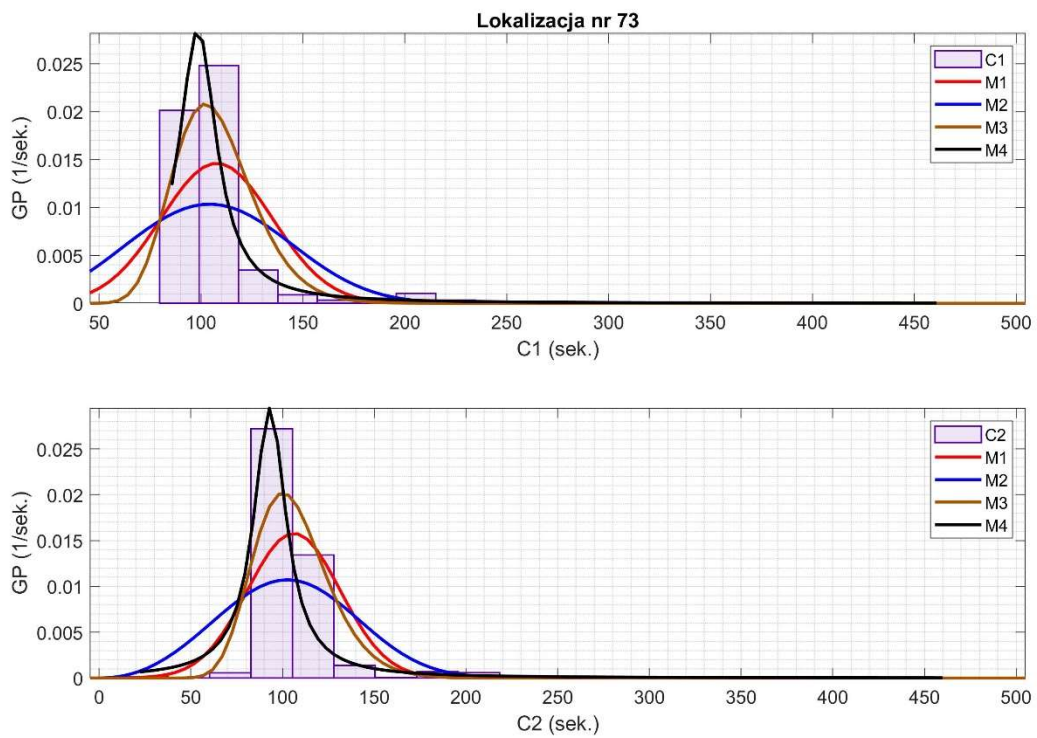 Lokalizacja nr 73
GP (1/sek.)
0.025
0.02
0.015
0.01
0.005
0
50 100 150 200 250 300 350 400 450 500
C1 (sek.)
C1
M1
M2
M3
M4
GP (1/sek.)
0.025
0.02
0.015
0.01
0.005
0
0 50 100 150 200 250 300 350 400 450 500
C2 (sek.)
C2
M1
M2
M3
M4